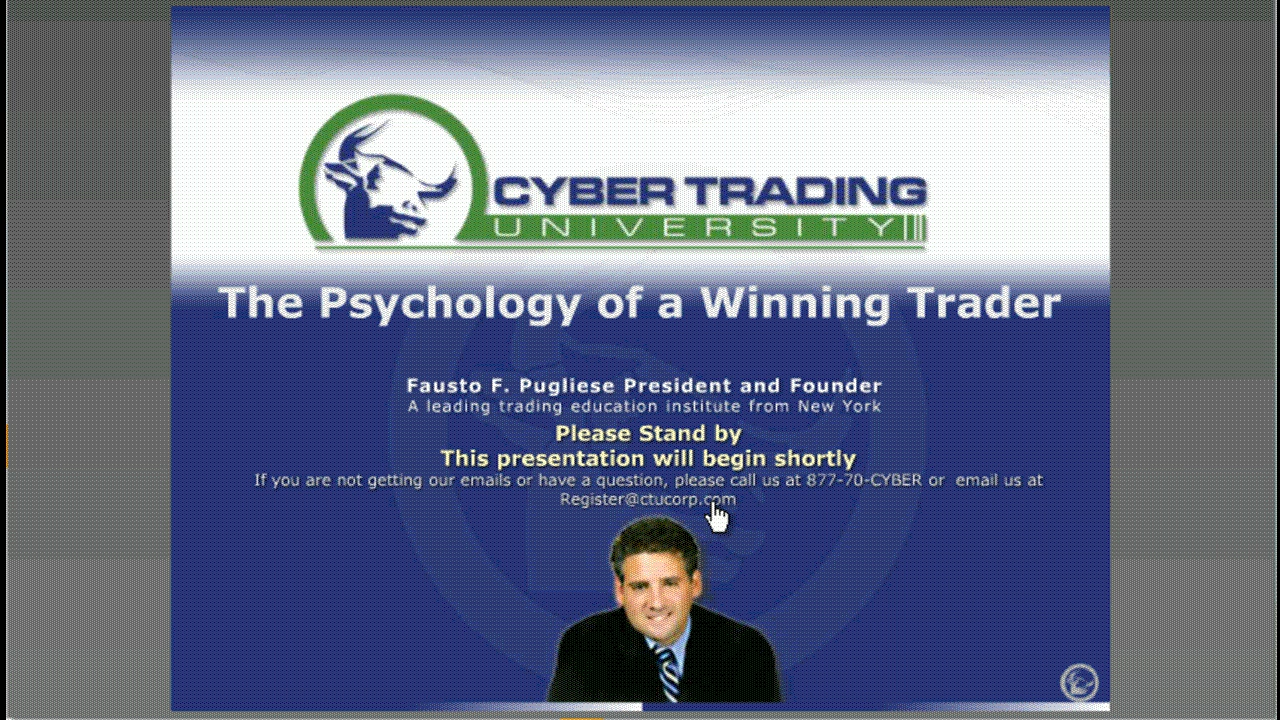 CYBER TRADING
UNIVERSITY
The Psychology of a Winning Trader
Fausto F. Pugliese President and Founder
A leading trading education institute from New York
Please Stand by
This presentation will begin shortly
If you are not getting our emails or have a question, please call us at 877-70-CYBER or email us at
Register@ctucorp.com